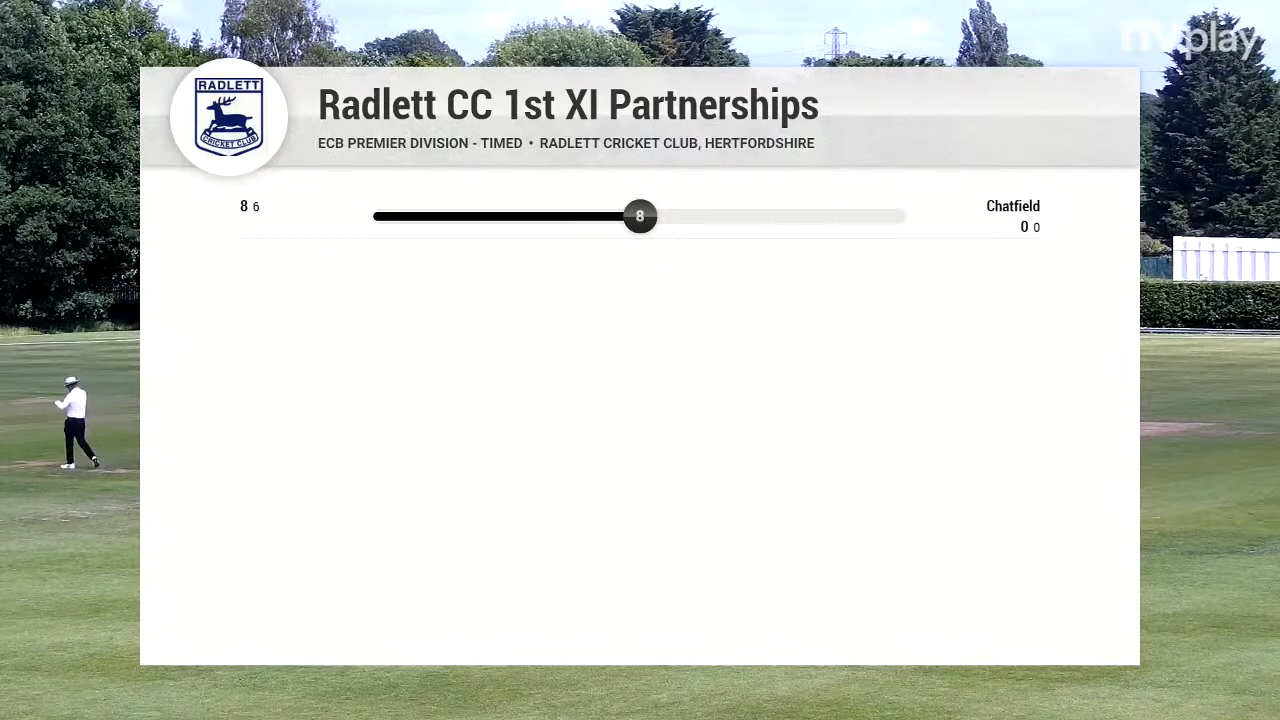 nvplay
RADLETT
CRICKET CLUB
Radlett CC 1st XI Partnerships
ECB PREMIER DIVISION - TIMED • RADLETT CRICKET CLUB, HERTFORDSHIRE
8 6
8
Chatfield
0 0